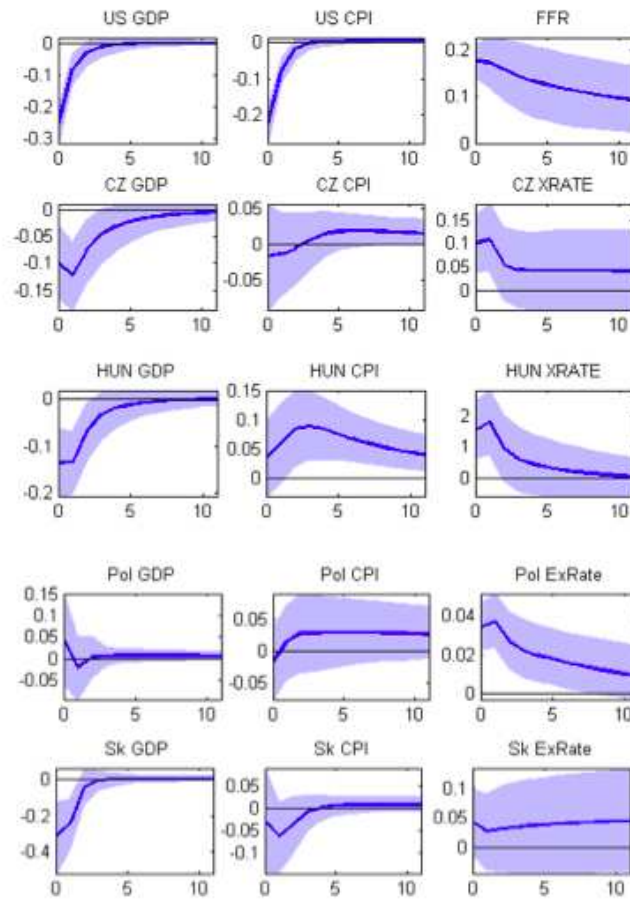 US GDP US CPI FFR
0 0 0.2
-0.1 -0.1 0.1
-0.2 -0.2
-0.3 0
0 5 10 0 5 10 0 5 10
CZ GDP CZ CPI CZ XRATE
0 0.05 0.15
-0.05 0 0.1
-0.1 -0.05 0.05
-0.15 0
0 5 10 0 5 10 0 5 10
HUN GDP HUN CPI HUN XRATE
0 0.15 2
-0.1 0.1 1
-0.2 0.05 0
0
0 5 10 0 5 10 0 5 10
Pol GDP Pol CPI Pol ExRate
0.15 0.05 0.04
0.1 0 0.02
0.05 -0.05 0
0
-0.05
0 5 10 0 5 10 0 5 10
Sk GDP Sk CPI Sk ExRate
0 0.05 0.1
-0.2 0 0.05
-0.4 -0.05 0
-0.1
0 5 10 0 5 10 0 5 10